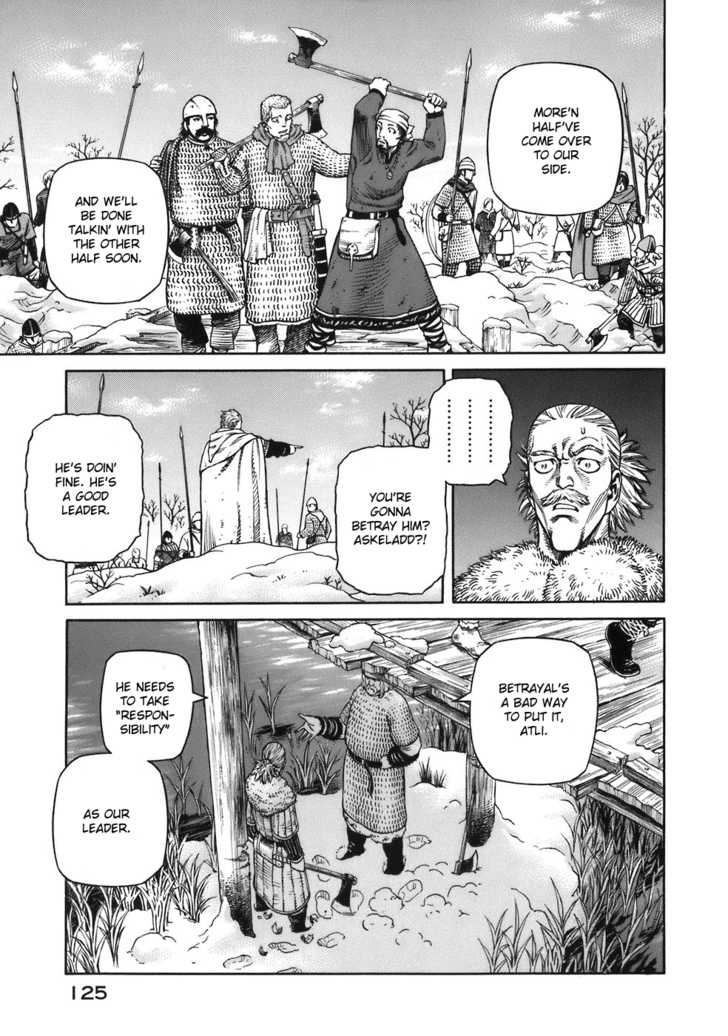 MORE'N
HALF'VE
COME OVER
TO OUR
SIDE.
AND WE'LL
BE DONE
TALKIN' WITH
THE OTHER
HALF SOON.
HE'S DOIN'
FINE. HE'S
A GOOD
LEADER.
YOU'RE
GONNA
BETRAY HIM?
ASKELADD?!
BETRAYAL'S
A BAD WAY
TO PUT IT,
ATLI.
HE NEEDS
TO TAKE
"RESPON-
SIBILITY"
AS OUR
LEADER.
125